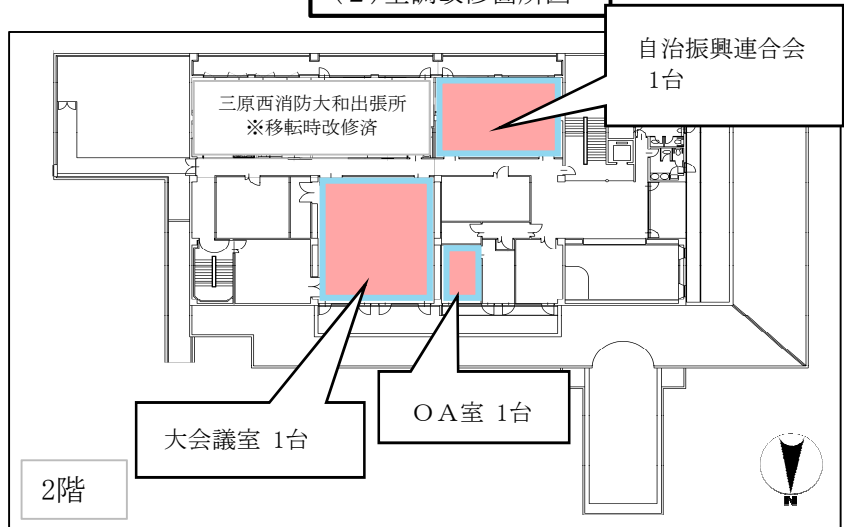 (2)空調改修箇所図
自治振興連合会
1台
三原西消防大和出張所
※移転時改修済
大会議室 1台
OA室 1台
2階
N